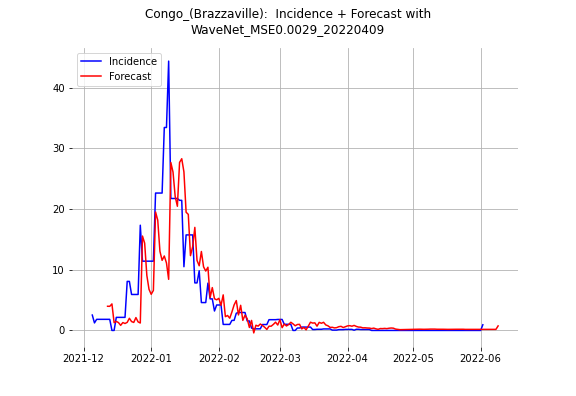 Congo_(Brazzaville):  Incidence + Forecast with
WaveNet_MSE0.0029_20220409
Incidence
Forecast
40
30
20
10
0
2021-12 2022-01 2022-02 2022-03 2022-04 2022-05 2022-06